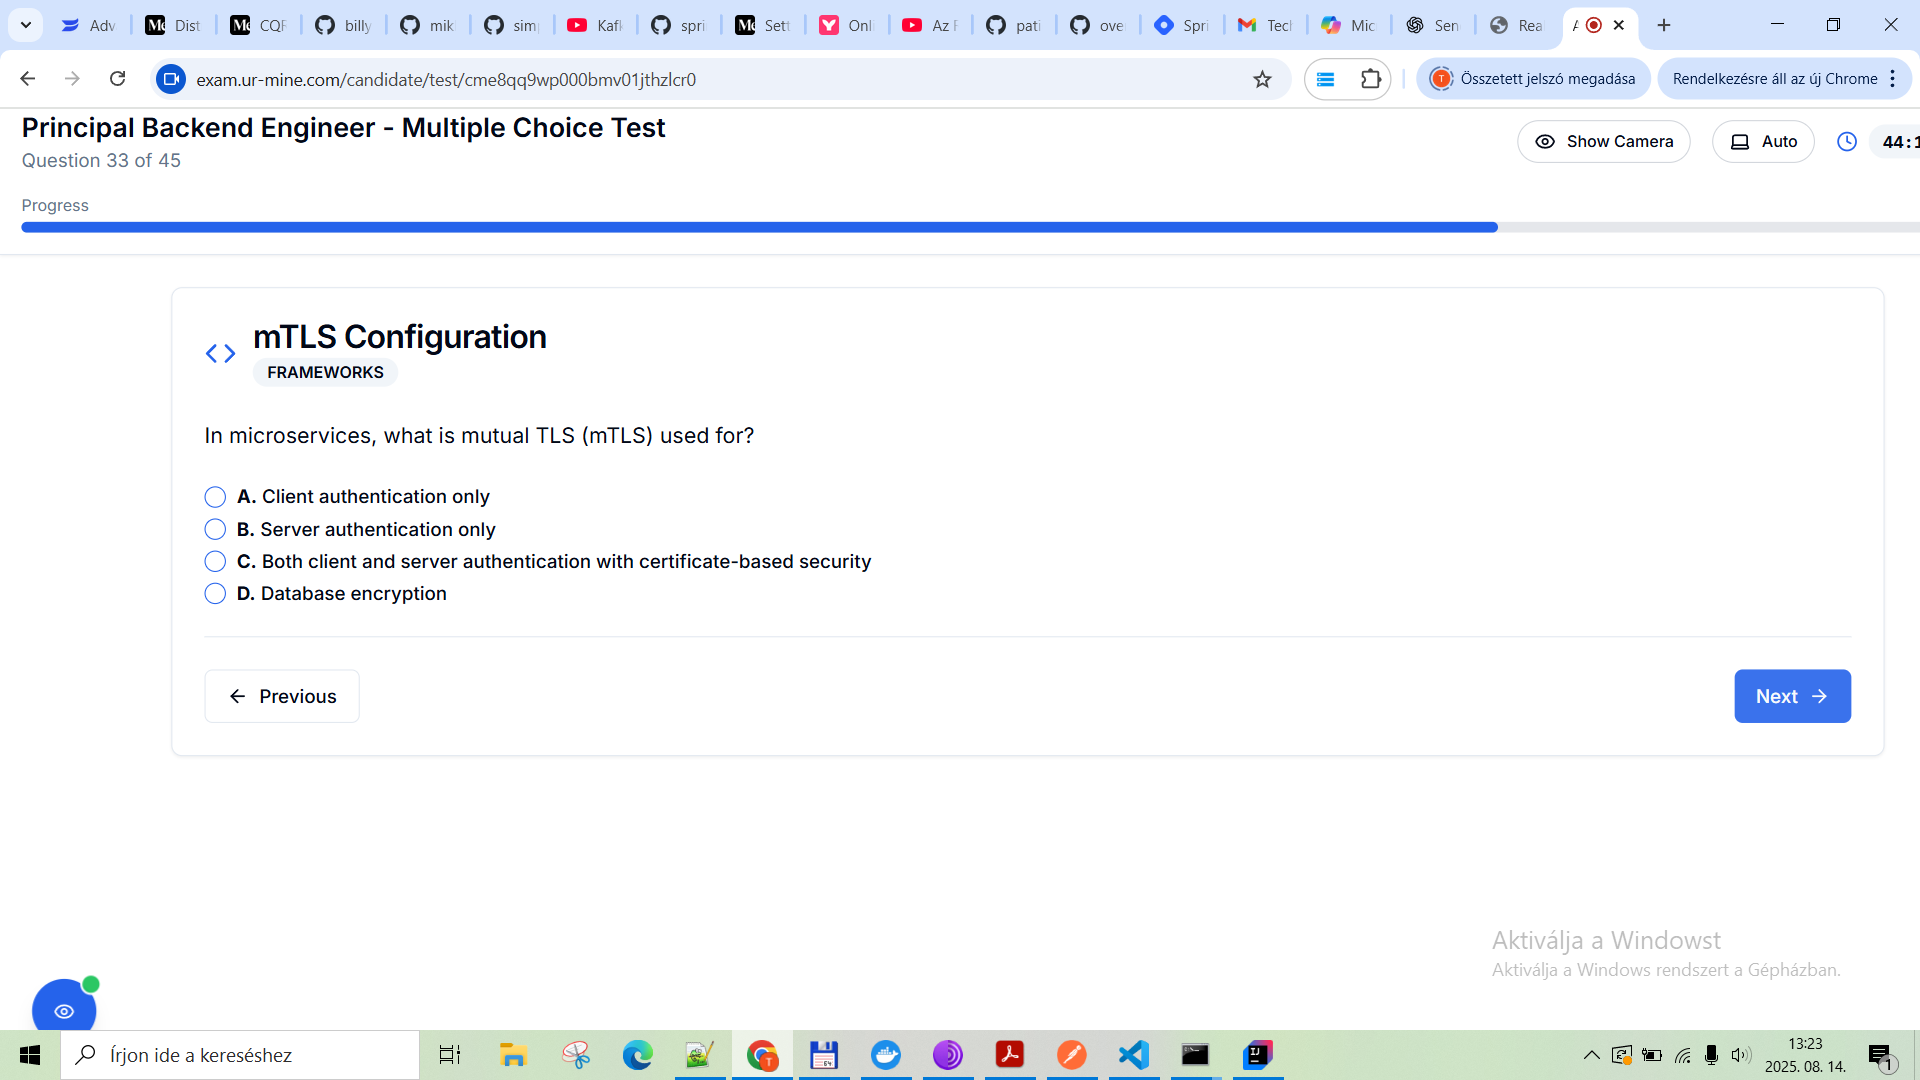 Adv
Dist
CQF
billy
mik
sim
Kafk
spri
Sett
Onli
Az F
pati
ove
Spri
Tech
Mic
Sen
Rea
exam.ur-mine.com/candidate/test/cme8qq9wp000bmv01jthzlcr0
Összetett jelszó megadása
Rendelkezésre áll az új Chrome
Principal Backend Engineer - Multiple Choice Test
Question 33 of 45
Show Camera
Auto
44:1
Progress
mTLS Configuration
FRAMEWORKS
In microservices, what is mutual TLS (mTLS) used for?
A. Client authentication only
B. Server authentication only
C. Both client and server authentication with certificate-based security
D. Database encryption
Previous
Next
Aktiválja a Windowst
Aktiválja a Windows rendszert a Gépházban.
Írjon ide a kereséshez
13:23
2025. 08. 14.
1